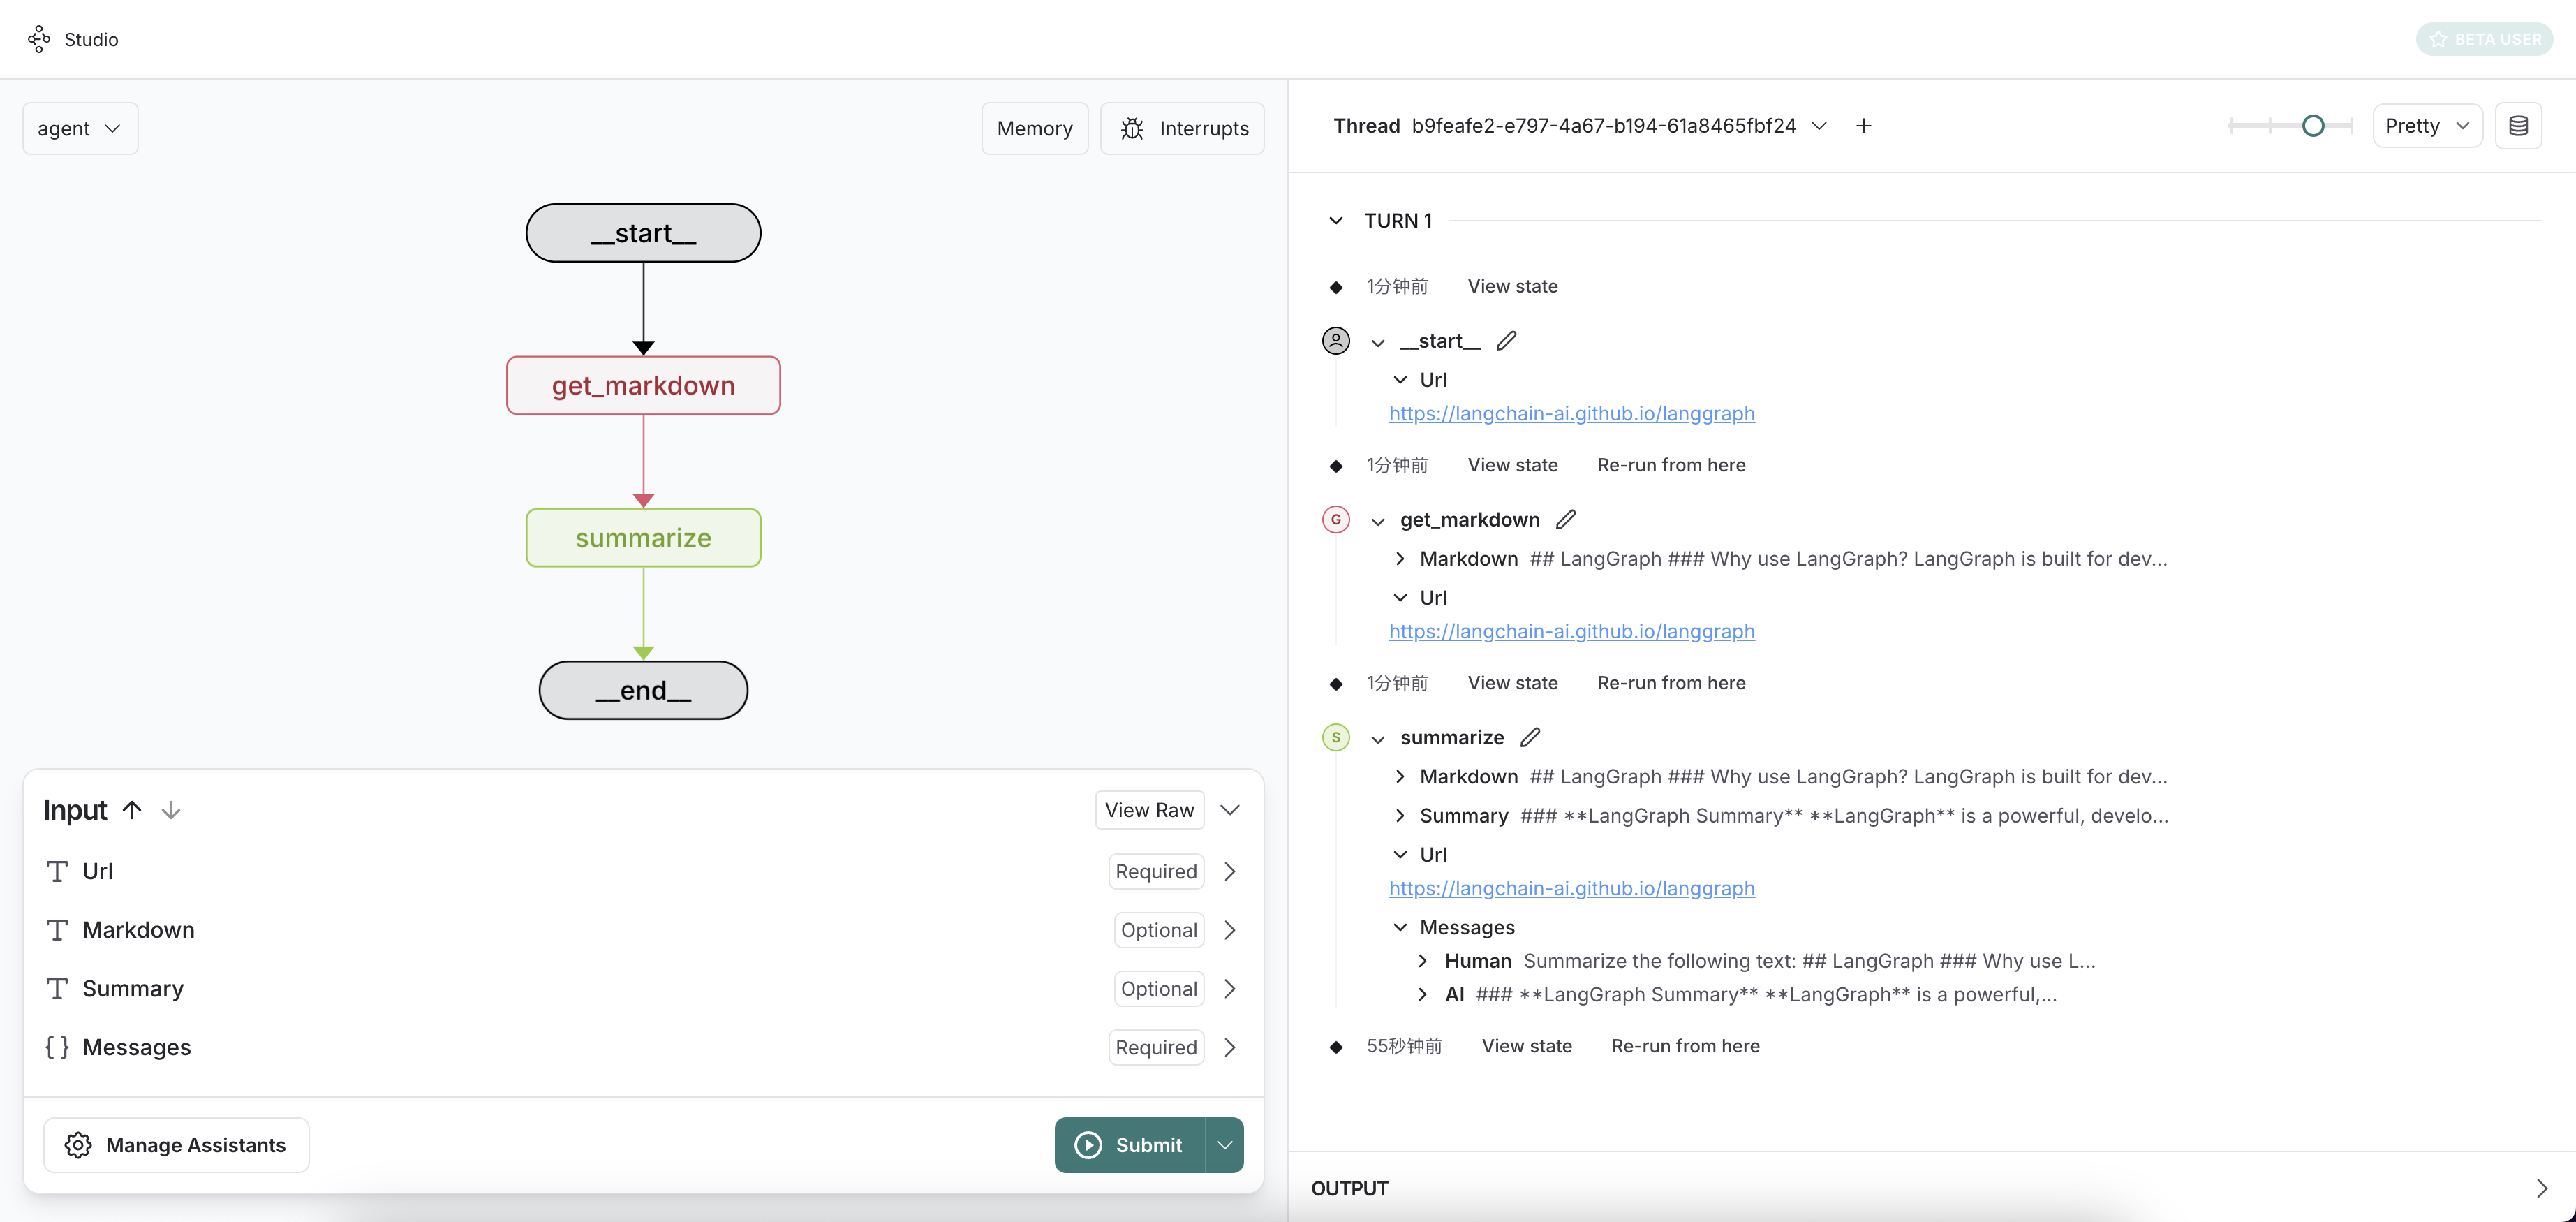 Studio
BETA USER
agent
Memory
Interrupts
__start__
get_markdown
summarize
__end__
Input
View Raw
Url
Required
Markdown
Optional
Summary
Optional
Messages
Required
Manage Assistants
Submit
Thread b9feafe2-e797-4a67-b194-61a8465fbf24
Pretty
TURN 1
1分钟前 View state
__start__
Url
https://langchain-ai.github.io/langgraph
1分钟前 View state Re-run from here
G get_markdown
Markdown ## LangGraph ### Why use LangGraph? LangGraph is built for dev...
Url
https://langchain-ai.github.io/langgraph
1分钟前 View state Re-run from here
S summarize
Markdown ## LangGraph ### Why use LangGraph? LangGraph is built for dev...
Summary ### **LangGraph Summary** **LangGraph** is a powerful, develo...
Url
https://langchain-ai.github.io/langgraph
Messages
Human Summarize the following text: ## LangGraph ### Why use L...
AI ### **LangGraph Summary** **LangGraph** is a powerful,...
55秒钟前 View state Re-run from here
OUTPUT